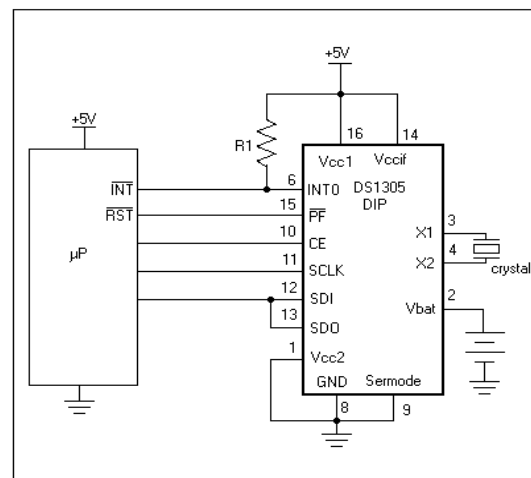 +5V
+5V
16
14
R1
Vcc1
Vccif
INT
6
INT0
DS1305
DIP
RST
15
PF
3
X1
10
CE
µP
4
X2
crystal
11
SCLK
12
SDI
2
Vbat
13
SDO
1
Vcc2
GND
Sermode
8
9